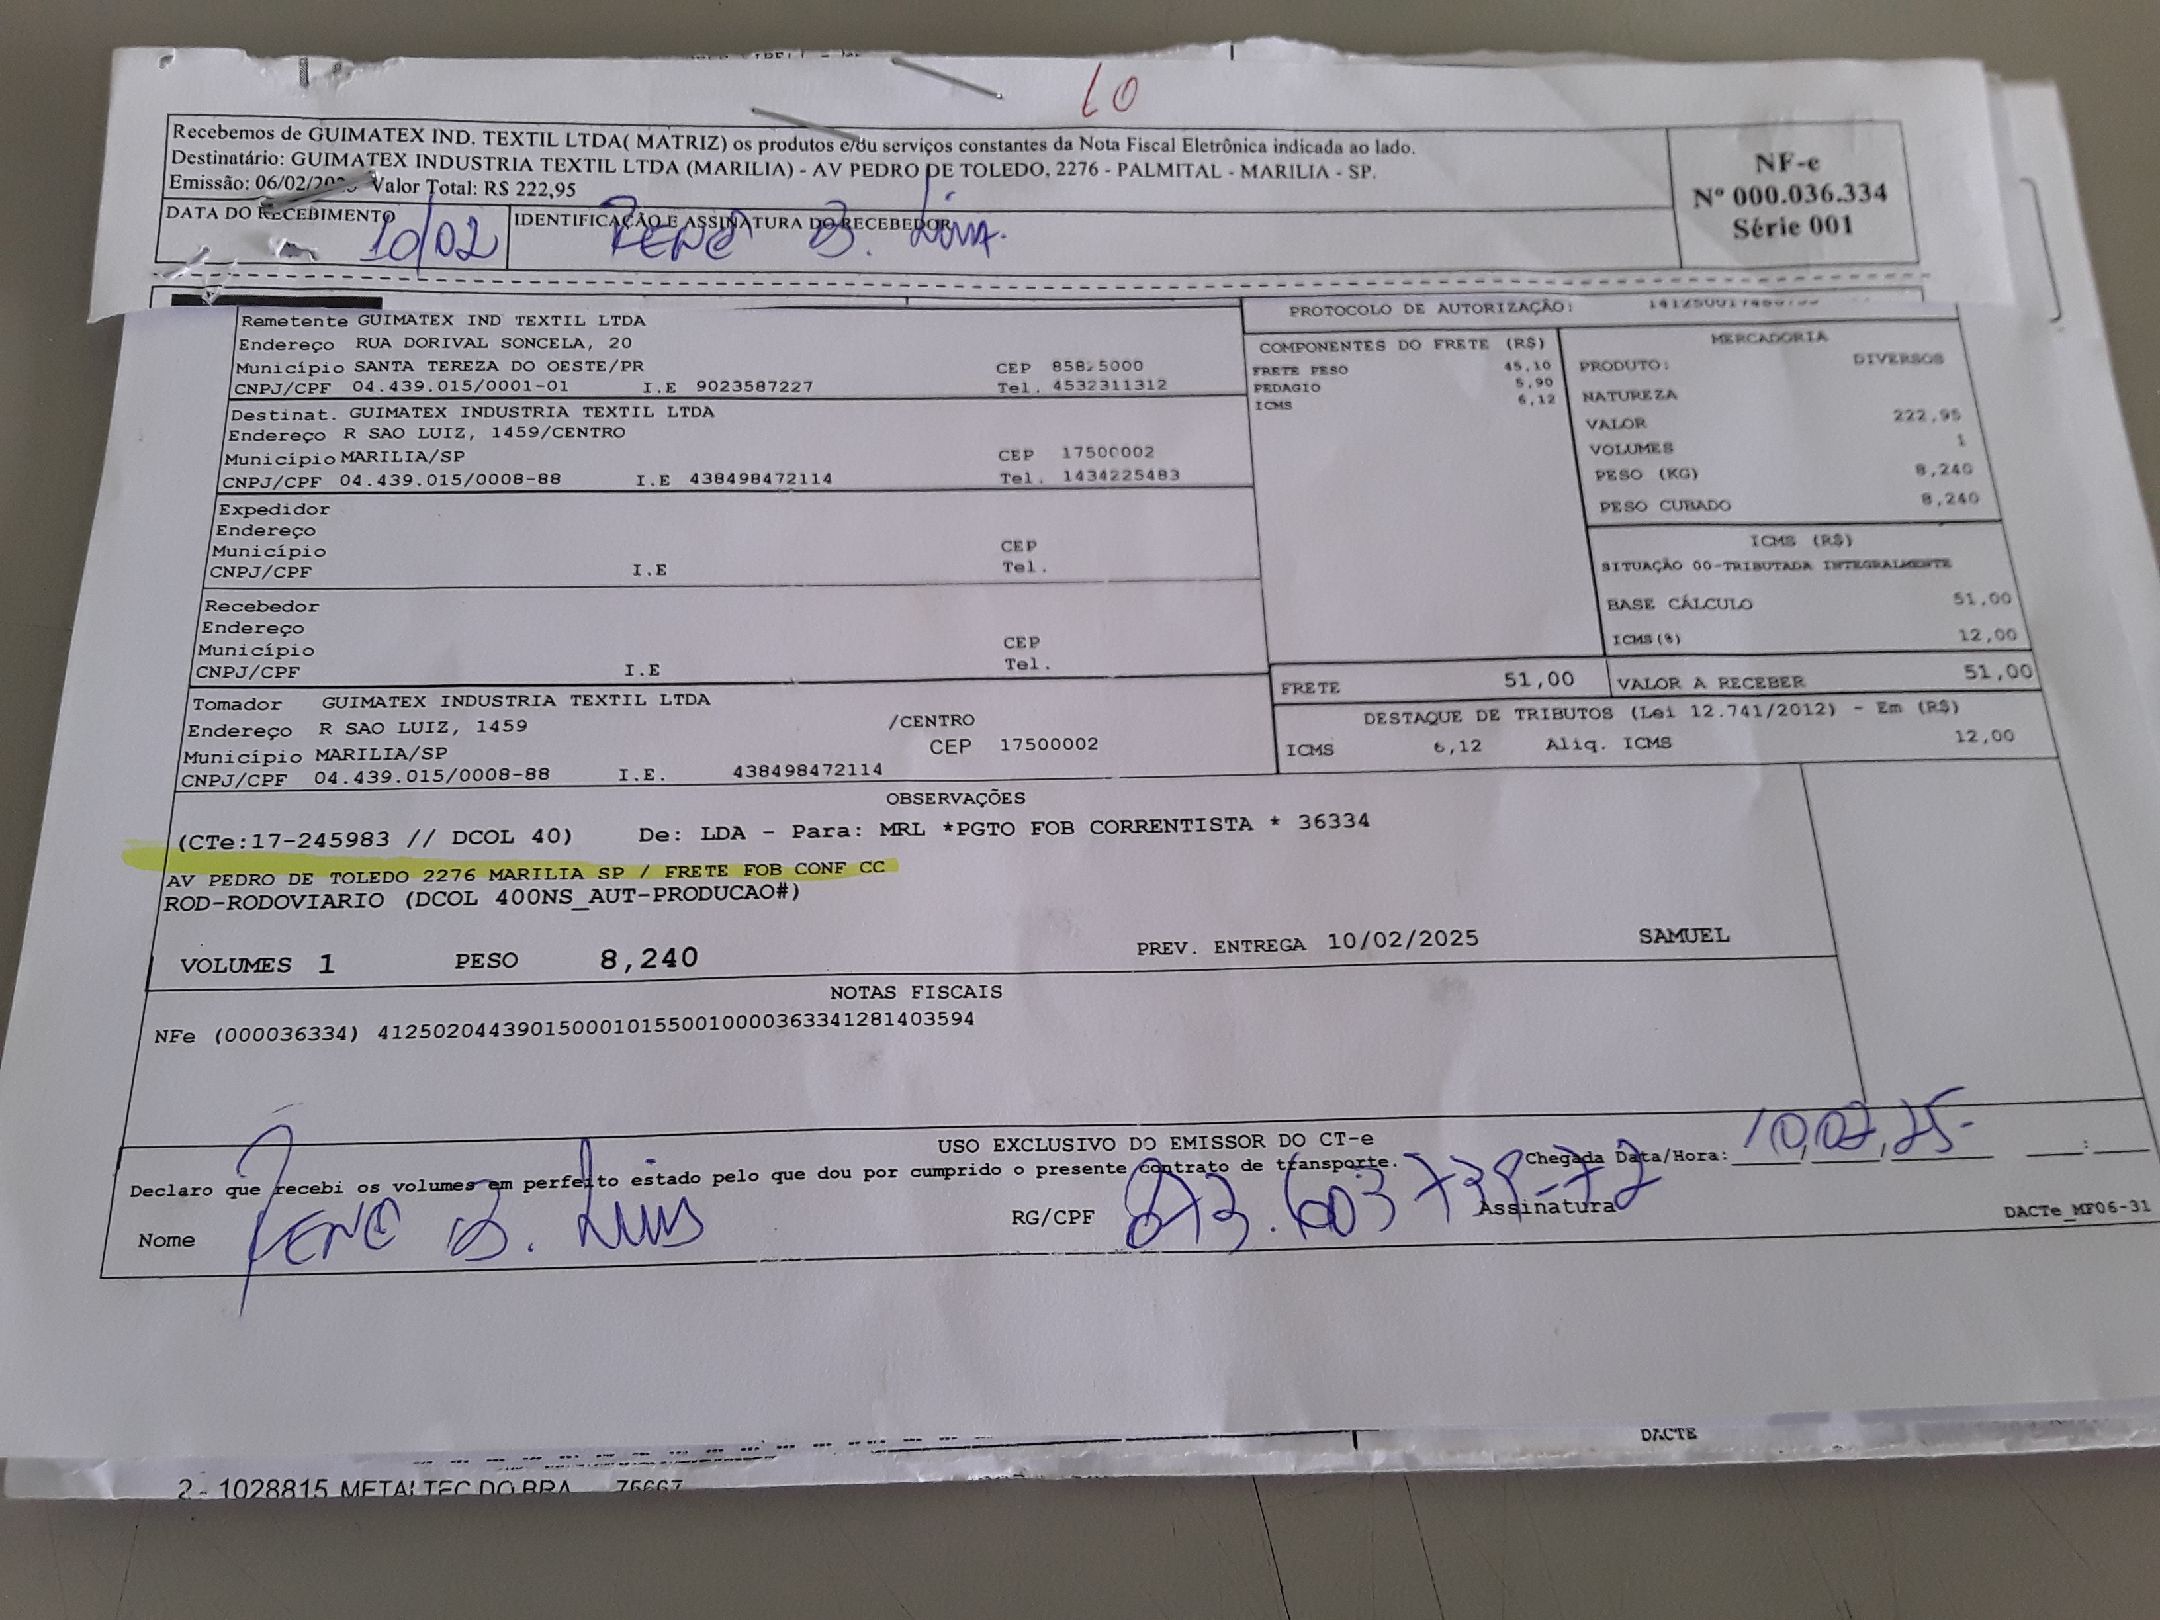 10
Recebemos de GUIMATEX IND. TEXTIL LTDA( MATRIZ) os produtos e/ou serviços constantes da Nota Fiscal Eletrônica indicada ao lado.
Destinatário: GUIMATEX INDUSTRIA TEXTIL LTDA (MARILIA) - AV PEDRO DE TOLEDO, 2276 - PALMITAL - MARILIA - SP.
Emissão: 06/02/ Valor Total: R$ 222,95
NF-e
Nº 000.036.334
Série 001
DATA DO RECEBIMENTO IDENTIFICAÇÃO E ASSINATURA DO RECEBEDOR
10/02 RENE B.
PROTOCOLO DE AUTORIZAÇÃO:
Remetente GUIMATEX IND TEXTIL LTDA
Endereço RUA DORIVAL SONCELA, 20
Município SANTA TEREZA DO OESTE/PR CEP 85825000
CNPJ/CPF 04.439.015/0001-01 I.E 9023587227 Tel. 4532311312
Destinat. GUIMATEX INDUSTRIA TEXTIL LTDA
Endereço R SAO LUIZ, 1459/CENTRO
Município MARILIA/SP CEP 17500002
CNPJ/CPF 04.439.015/0008-88 I.E 438498472114 Tel. 1434225483
Expedidor
Endereço
Município CEP
CNPJ/CPF I.E Tel.
Recebedor
Endereço
Município CEP
CNPJ/CPF I.E Tel.
Tomador GUIMATEX INDUSTRIA TEXTIL LTDA
Endereço R SAO LUIZ, 1459 /CENTRO
Município MARILIA/SP CEP 17500002
CNPJ/CPF 04.439.015/0008-88 I.E. 438498472114
COMPONENTES DO FRETE (R$)
FRETE PESO 45,10
PEDAGIO 5,90
ICMS 6,12
MERCADORIA
PRODUTO: DIVERSOS
NATUREZA
VALOR 222,95
VOLUMES 1
PESO (KG) 8,240
PESO CUBADO 8,240
ICMS (R$)
SITUAÇÃO 00-TRIBUTADA INTEGRALMENTE
BASE CÁLCULO 51,00
ICMS(%) 12,00
FRETE 51,00 VALOR A RECEBER 51,00
DESTAQUE DE TRIBUTOS (Lei 12.741/2012) - Em (R$)
ICMS 6,12 Aliq. ICMS 12,00
OBSERVAÇÕES
(CTe:17-245983 // DCOL 40) De: LDA - Para: MRL *PGTO FOB CORRENTISTA * 36334
AV PEDRO DE TOLEDO 2276 MARILIA SP / FRETE FOB CONF CC
ROD-RODOVIARIO (DCOL 400NS_AUT-PRODUCAO#)
VOLUMES 1 PESO 8,240 PREV. ENTREGA 10/02/2025 SAMUEL
NOTAS FISCAIS
NFe (000036334) 41250204439015000101550010000363341281403594
USO EXCLUSIVO DO EMISSOR DO CT-e
Declaro que recebi os volumes em perfeito estado pelo que dou por cumprido o presente contrato de transporte. Chegada Data/Hora: 10,02,25 :
Nome RENE B. RG/CPF Assinatura
DACTe_MF06-31
DACTE
2 - 1028815 METALTEC DO BRA 75667